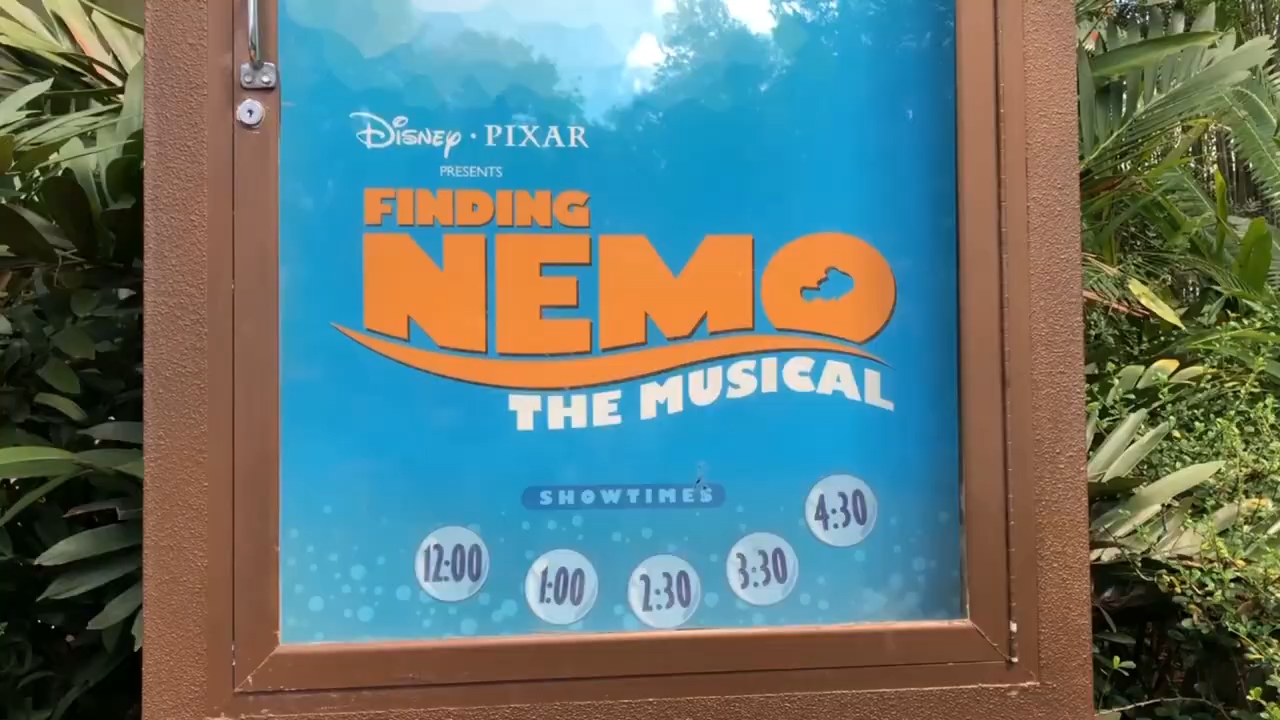 DISNEY · PIXAR
PRESENTS
FINDING
NEMO
THE MUSICAL
SHOWTIMES
12:00 1:00 2:30 3:30 4:30